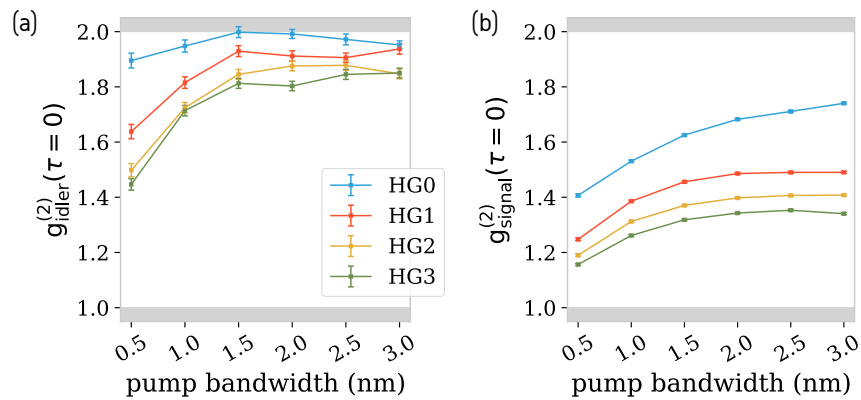 (a)
g_idler^(2)(τ = 0)
2.0
1.8
1.6
1.4
1.2
1.0
0.5 1.0 1.5 2.0 2.5 3.0
pump bandwidth (nm)
HG0
HG1
HG2
HG3
(b)
g_signal^(2)(τ = 0)
2.0
1.8
1.6
1.4
1.2
1.0
0.5 1.0 1.5 2.0 2.5 3.0
pump bandwidth (nm)